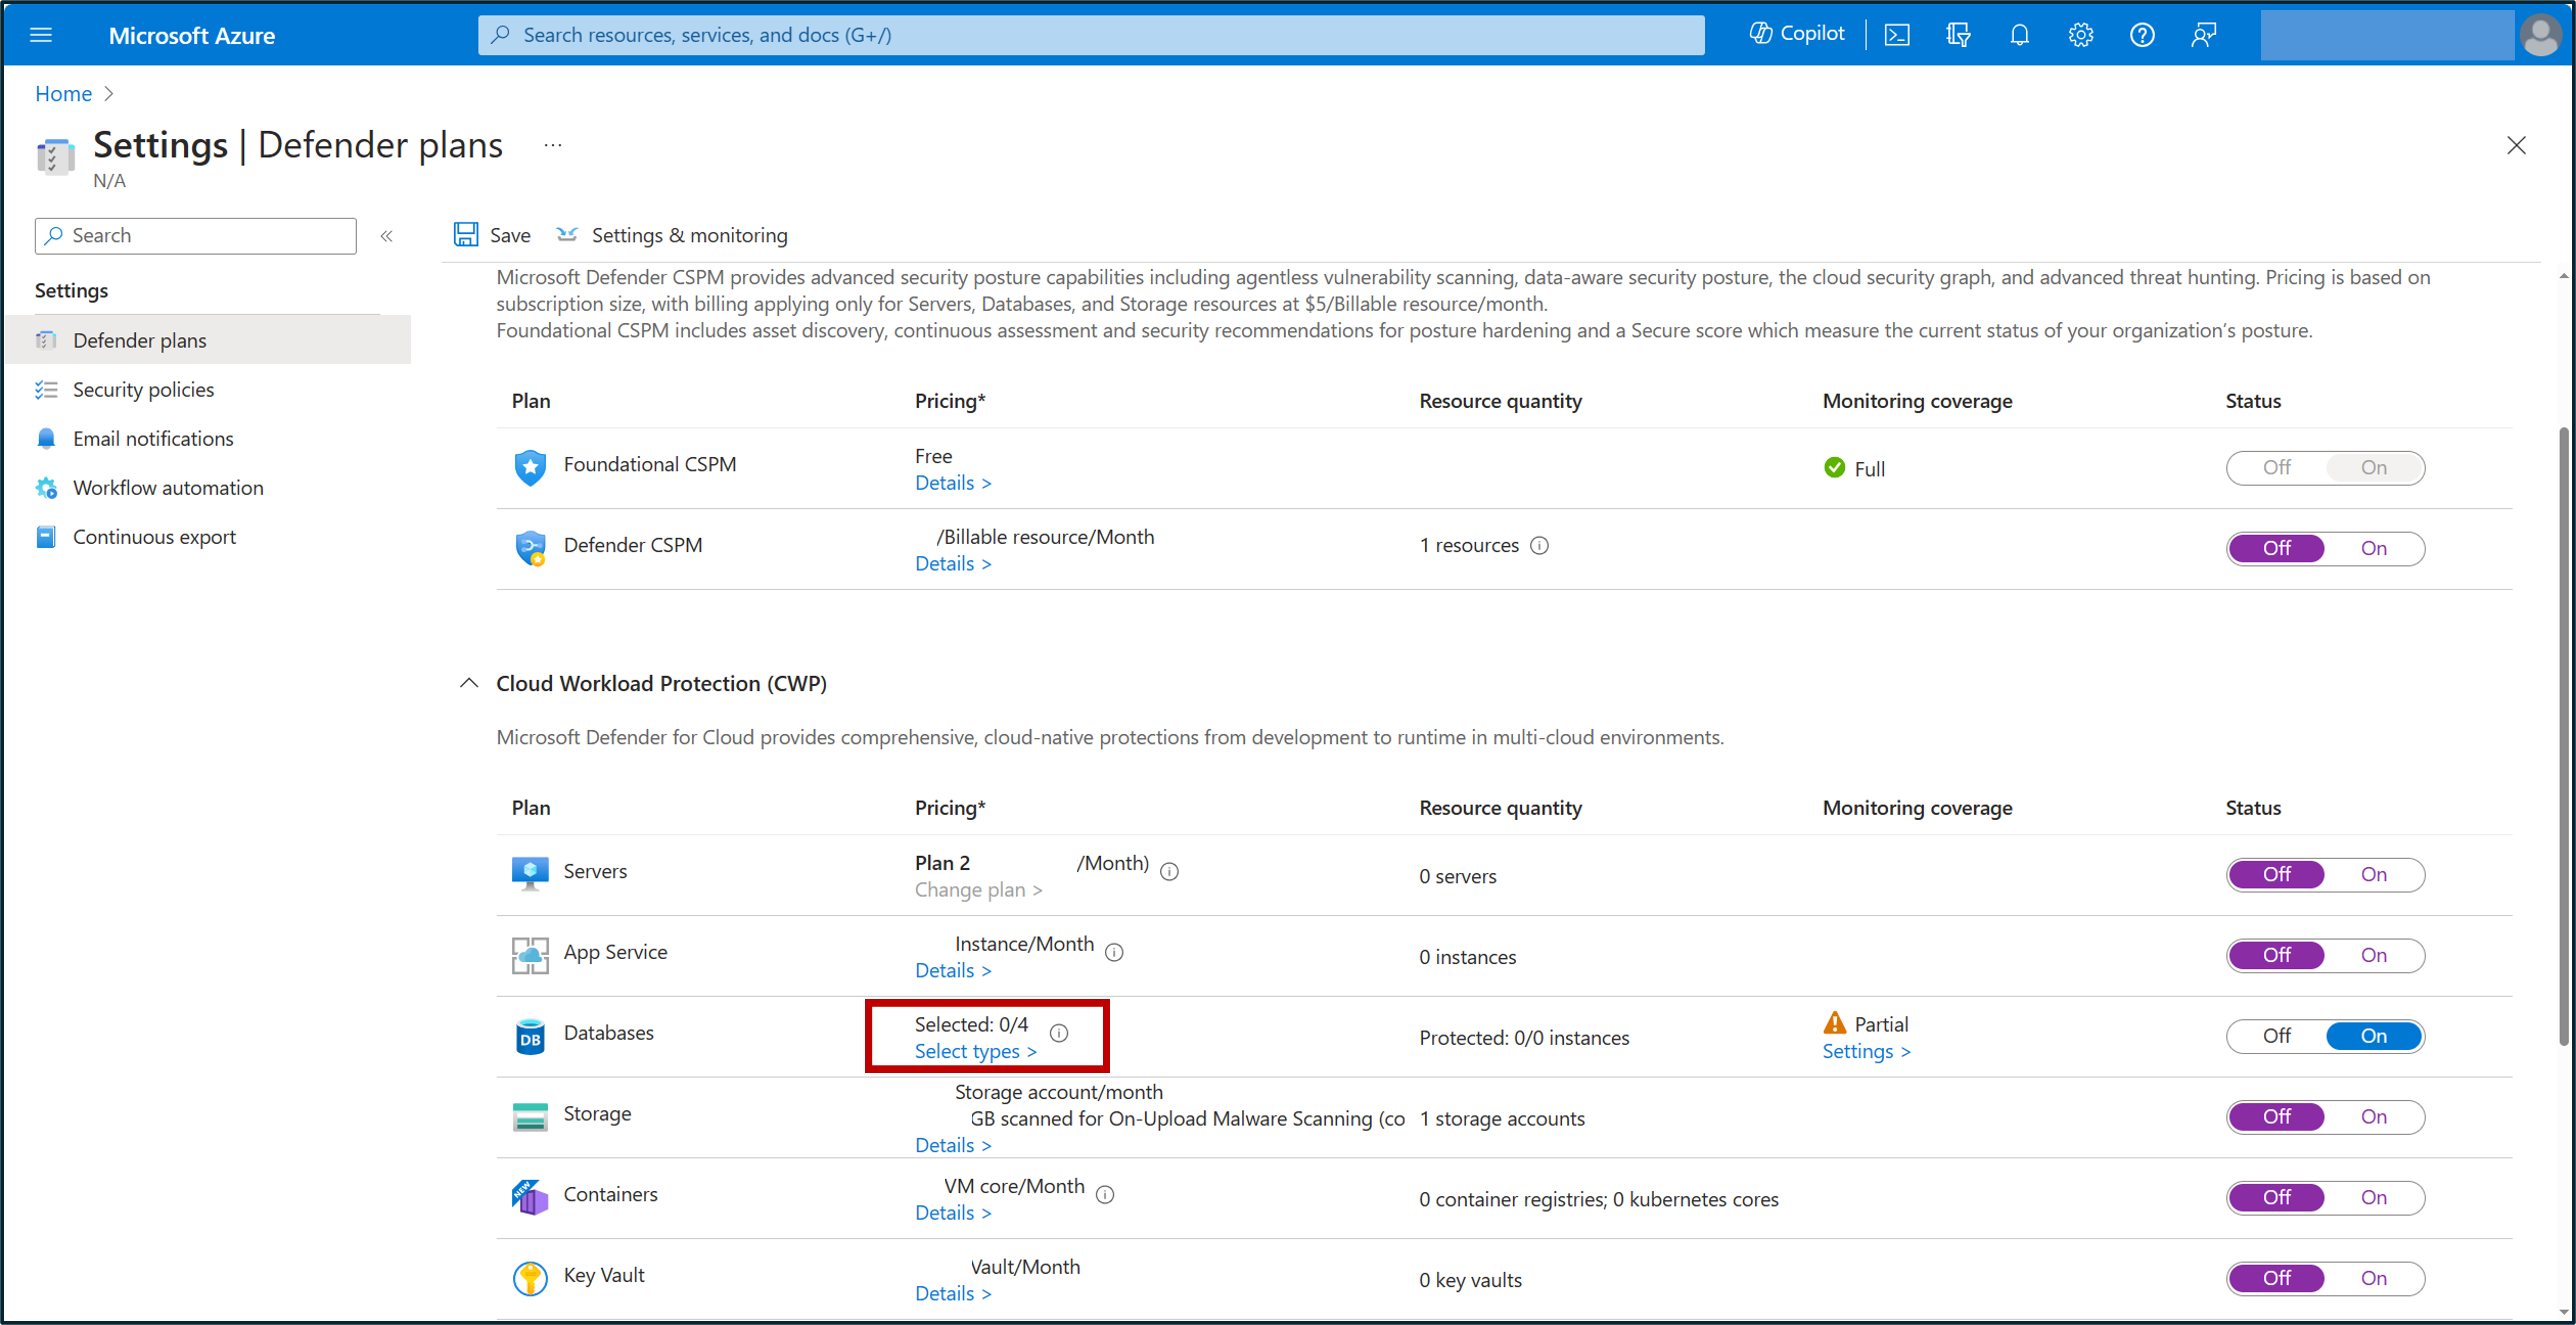 Microsoft Azure
Search resources, services, and docs (G+/)
Copilot
Home
Settings | Defender plans
N/A
Search
Save
Settings & monitoring
Settings
Defender plans
Security policies
Email notifications
Workflow automation
Continuous export
Microsoft Defender CSPM provides advanced security posture capabilities including agentless vulnerability scanning, data-aware security posture, the cloud security graph, and advanced threat hunting. Pricing is based on
subscription size, with billing applying only for Servers, Databases, and Storage resources at $5/Billable resource/month.
Foundational CSPM includes asset discovery, continuous assessment and security recommendations for posture hardening and a Secure score which measure the current status of your organization's posture.
Plan Pricing* Resource quantity Monitoring coverage Status
Foundational CSPM Free Full Off On
Details >
Defender CSPM /Billable resource/Month 1 resources Off On
Details >
Cloud Workload Protection (CWP)
Microsoft Defender for Cloud provides comprehensive, cloud-native protections from development to runtime in multi-cloud environments.
Plan Pricing* Resource quantity Monitoring coverage Status
Servers Plan 2 /Month) 0 servers Off On
Change plan >
App Service Instance/Month 0 instances Off On
Details >
Databases Selected: 0/4 Protected: 0/0 instances Partial Off On
Select types > Settings >
DB
Storage Storage account/month
GB scanned for On-Upload Malware Scanning (co 1 storage accounts Off On
Details >
NEW
Containers VM core/Month 0 container registries; 0 kubernetes cores Off On
Details >
Key Vault Vault/Month 0 key vaults Off On
Details >